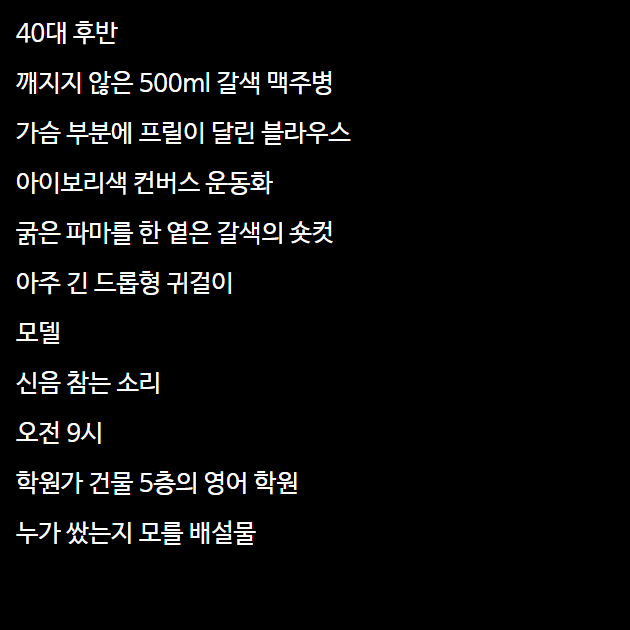 40대 후반
깨지지 않은 500ml 갈색 맥주병
가슴 부분에 프릴이 달린 블라우스
아이보리색 컨버스 운동화
굵은 파마를 한 옅은 갈색의 숏컷
아주 긴 드롭형 귀걸이
모델
신음 참는 소리
오전 9시
학원가 건물 5층의 영어 학원
누가 쌌는지 모를 배설물